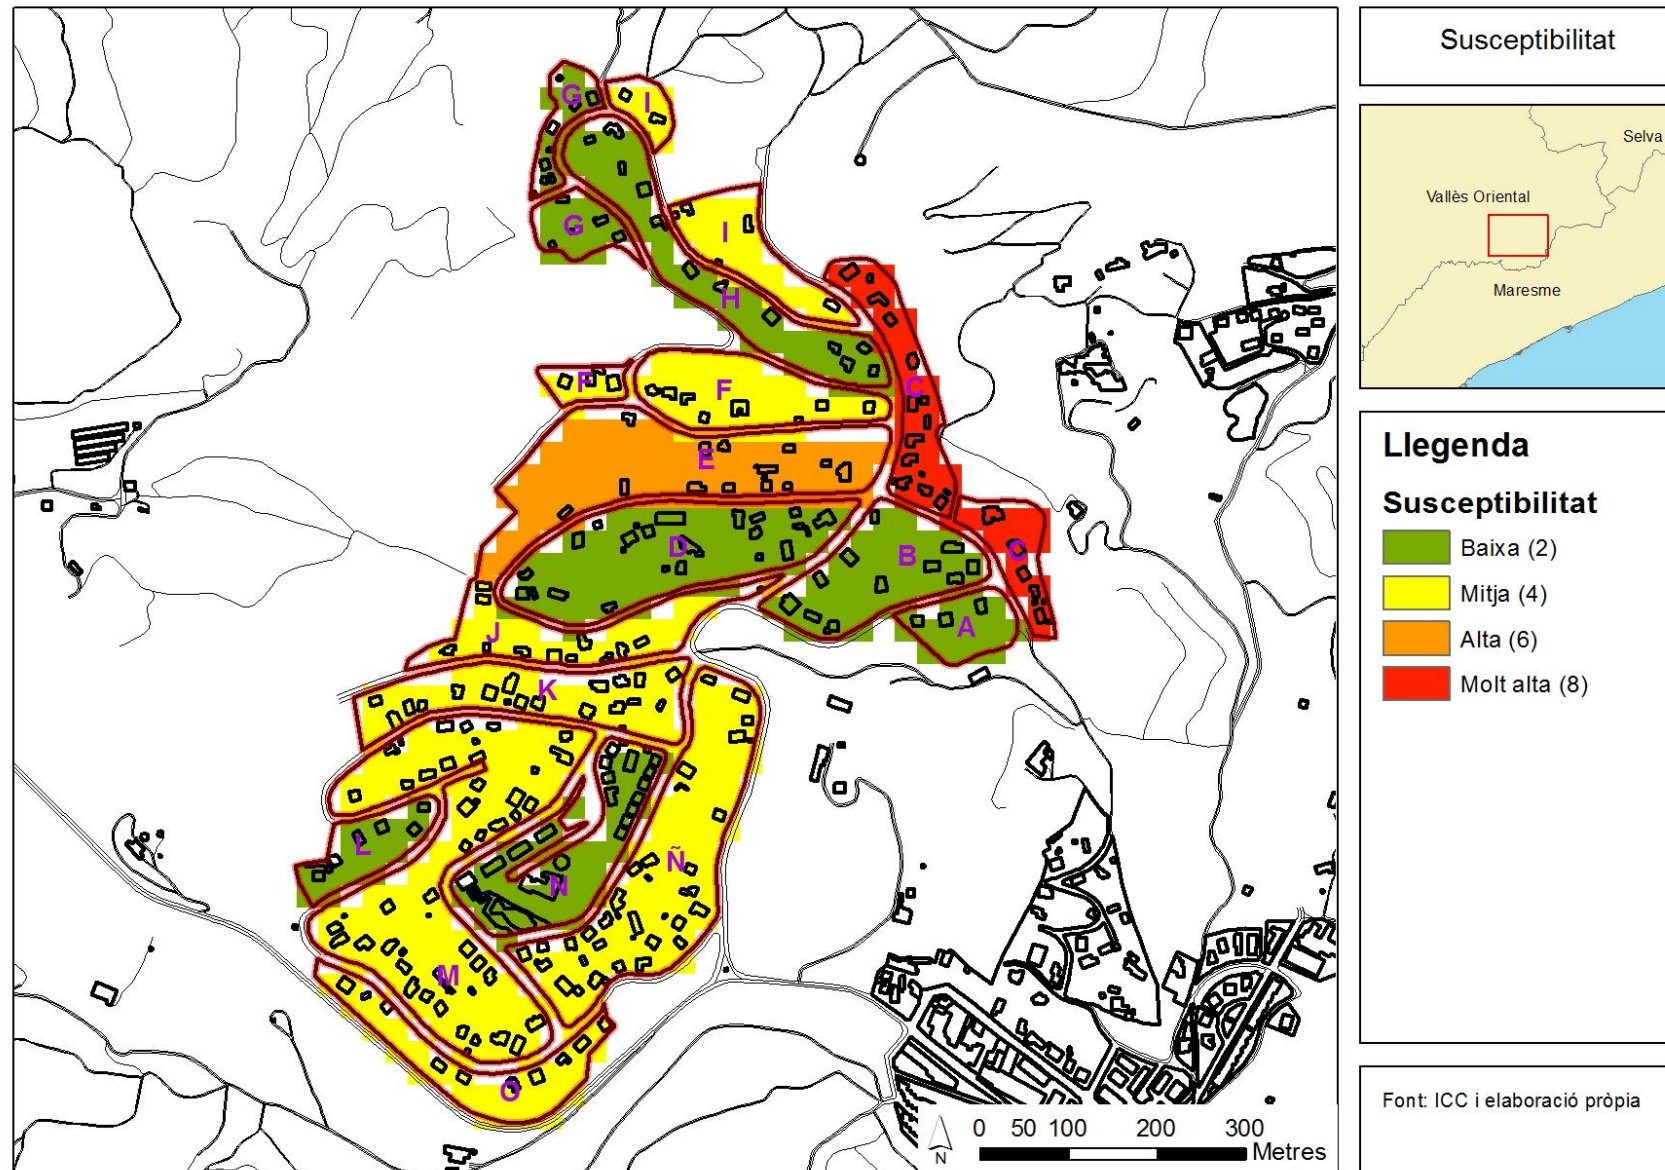 Susceptibilitat
Selva
Vallès Oriental
Maresme
Llegenda
Susceptibilitat
Baixa (2)
Mitja (4)
Alta (6)
Molt alta (8)
Font: ICC i elaboració pròpia
G
I
G
I
H
F
F
C
E
D
B
C
A
J
K
L
N
Ñ
M
O
N
0 50 100 200 300
Metres